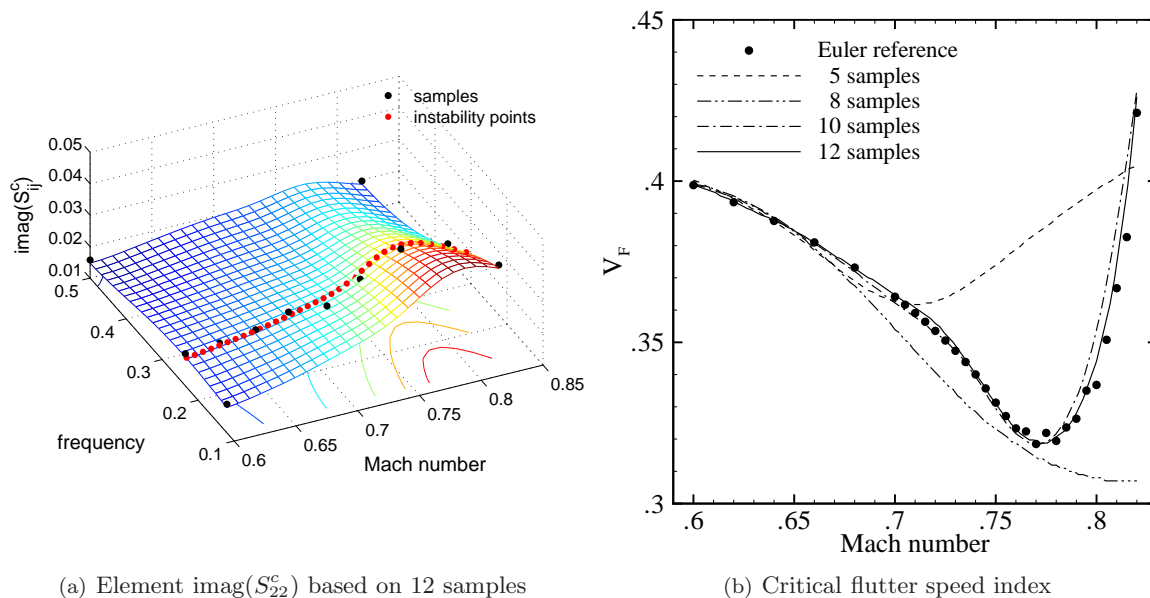 samples
instability points
0.05
0.04
0.03
0.02
0.01
imag(S^c_ij)
0.5
0.4
0.3
0.2
0.1
frequency
0.6
0.65
0.7
0.75
0.8
0.85
Mach number
(a) Element imag(S^c_22) based on 12 samples
.45
.4
.35
.3
V_F
Euler reference
5 samples
8 samples
10 samples
12 samples
.6
.65
.7
.75
.8
Mach number
(b) Critical flutter speed index